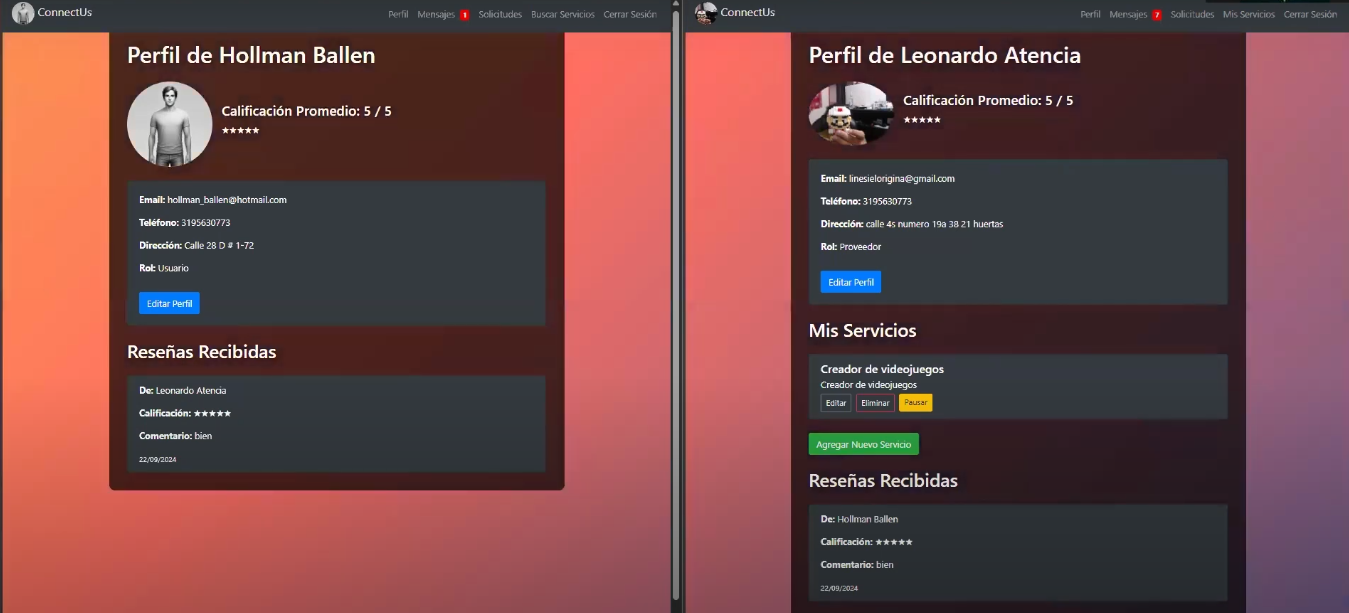 ConnectUs
Perfil Mensajes 1 Solicitudes Buscar Servicios Cerrar Sesión
Perfil de Hollman Ballen
Calificación Promedio: 5 / 5
★★★★★
Email: hollman_ballen@hotmail.com
Teléfono: 3195630773
Dirección: Calle 28 D # 1-72
Rol: Usuario
Editar Perfil
Reseñas Recibidas
De: Leonardo Atencia
Calificación: ★★★★★
Comentario: bien
22/09/2024
ConnectUs
Perfil Mensajes 7 Solicitudes Mis Servicios Cerrar Sesión
Perfil de Leonardo Atencia
Calificación Promedio: 5 / 5
★★★★★
Email: linesielorigina@gmail.com
Teléfono: 3195630773
Dirección: calle 4s numero 19a 38 21 huertas
Rol: Proveedor
Editar Perfil
Mis Servicios
Creador de videojuegos
Creador de videojuegos
Editar Eliminar Pausar
Agregar Nuevo Servicio
Reseñas Recibidas
De: Hollman Ballen
Calificación: ★★★★★
Comentario: bien
22/09/2024